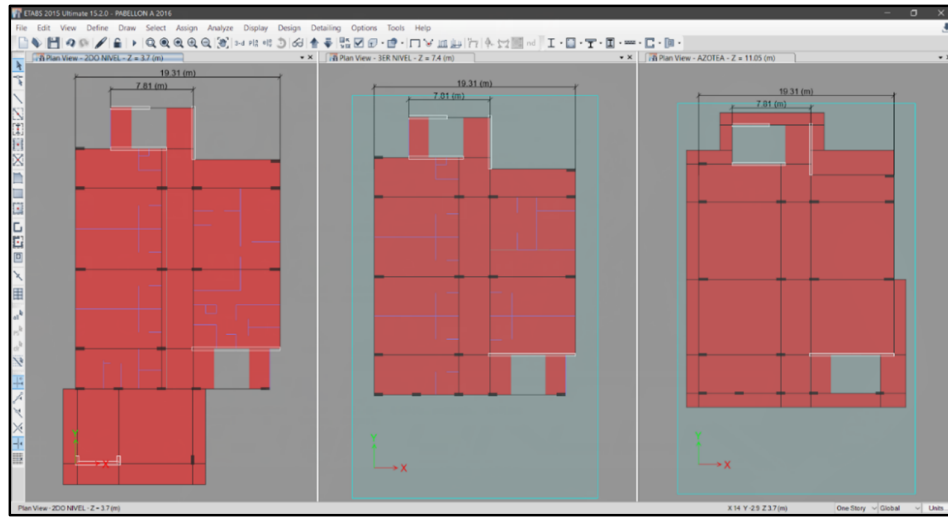 ETABS 2015 Ultimate 15.2.0 - PABELLON A 2016
File Edit View Define Draw Select Assign Analyze Display Design Detailing Options Tools Help
Plan View - 2DO NIVEL - Z = 3.7 (m)
Plan View - 3ER NIVEL - Z = 7.4 (m)
Plan View - AZOTEA - Z = 11.05 (m)
19.31 (m)
7.81 (m)
19.31 (m)
7.81 (m)
19.31 (m)
7.81 (m)
Y
X
Y
X
Y
X
Plan View - 2DO NIVEL - Z = 3.7 (m)
X 14 Y -2.5 Z 3.7 (m)
One Story
Global
Units